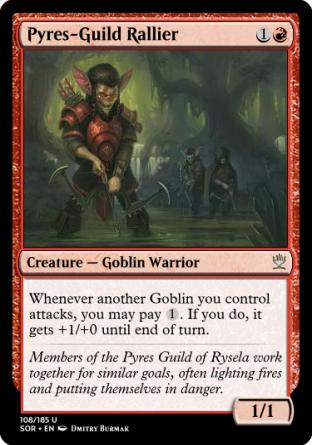 Pyres-Guild Rallier 1
Creature — Goblin Warrior
Whenever another Goblin you control
attacks, you may pay 1. If you do, it
gets +1/+0 until end of turn.
Members of the Pyres Guild of Rysela work
together for similar goals, often lighting fires
and putting themselves in danger.
1/1
108/185 U
SOR • EN Dmitry Burmak